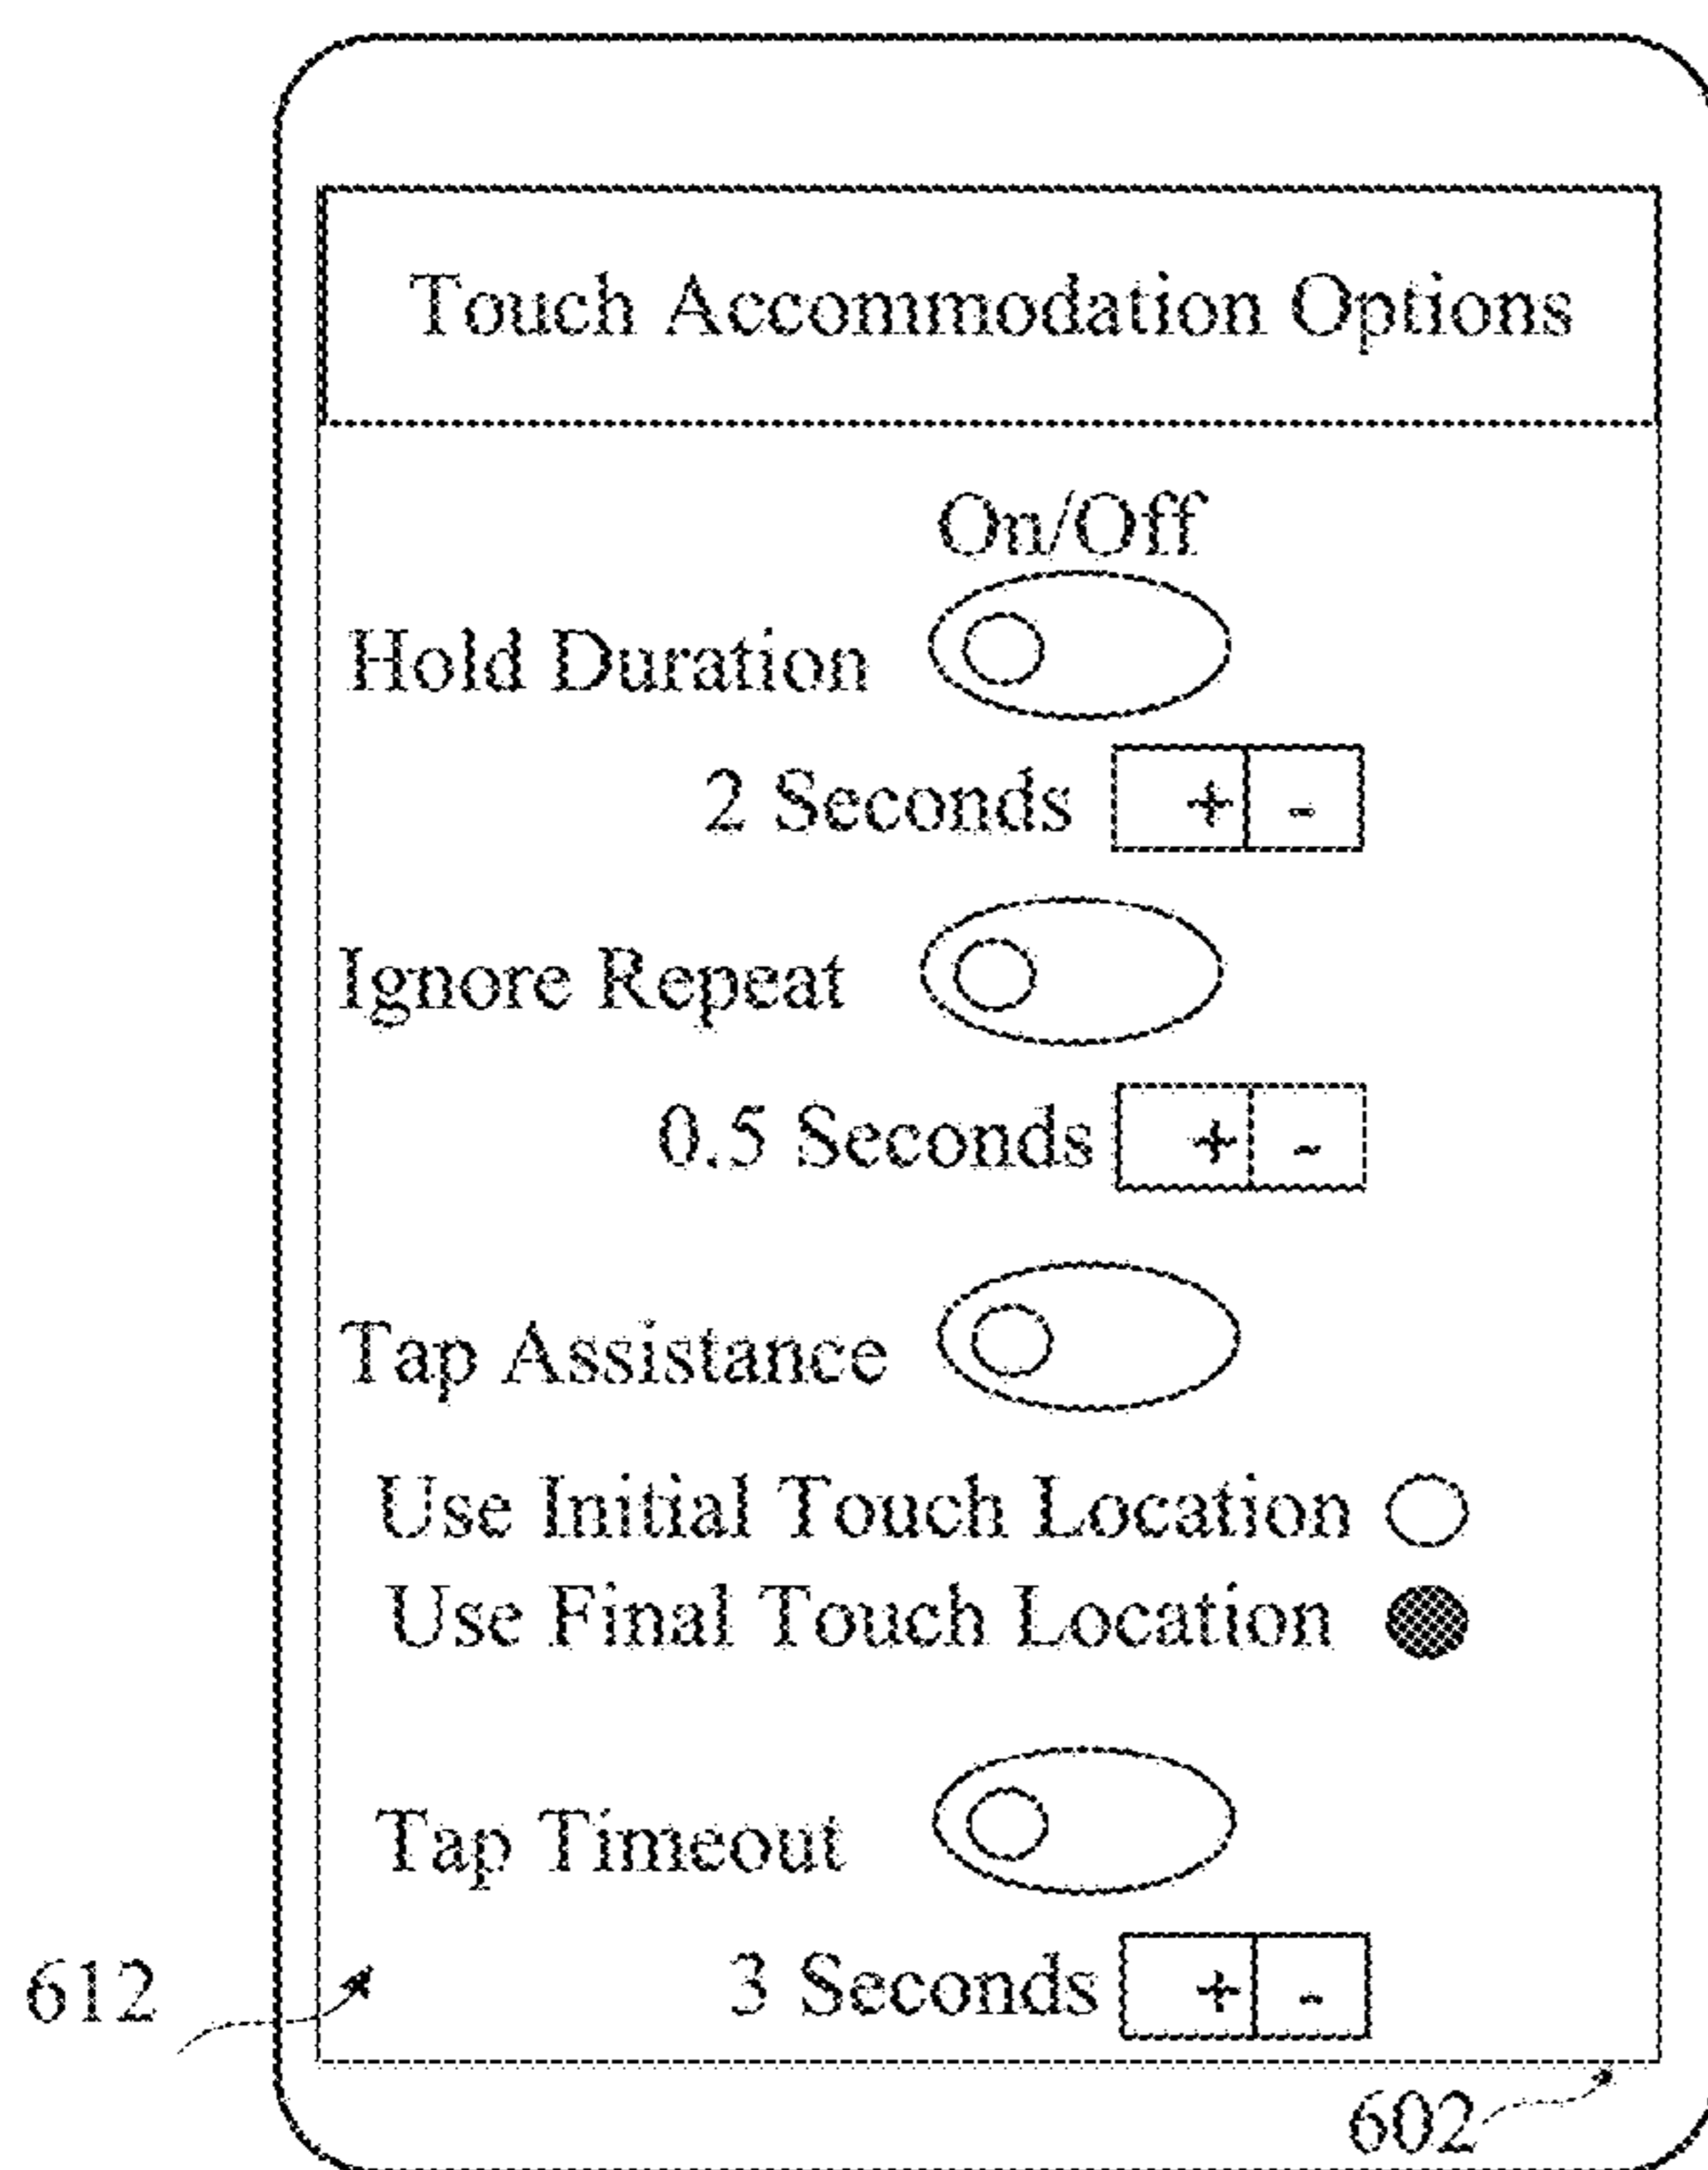 Touch Accommodation Options
On/Off
Hold Duration
2 Seconds + -
Ignore Repeat
0.5 Seconds + -
Tap Assistance
Use Initial Touch Location
Use Final Touch Location
Tap Timeout
3 Seconds + -
612
602